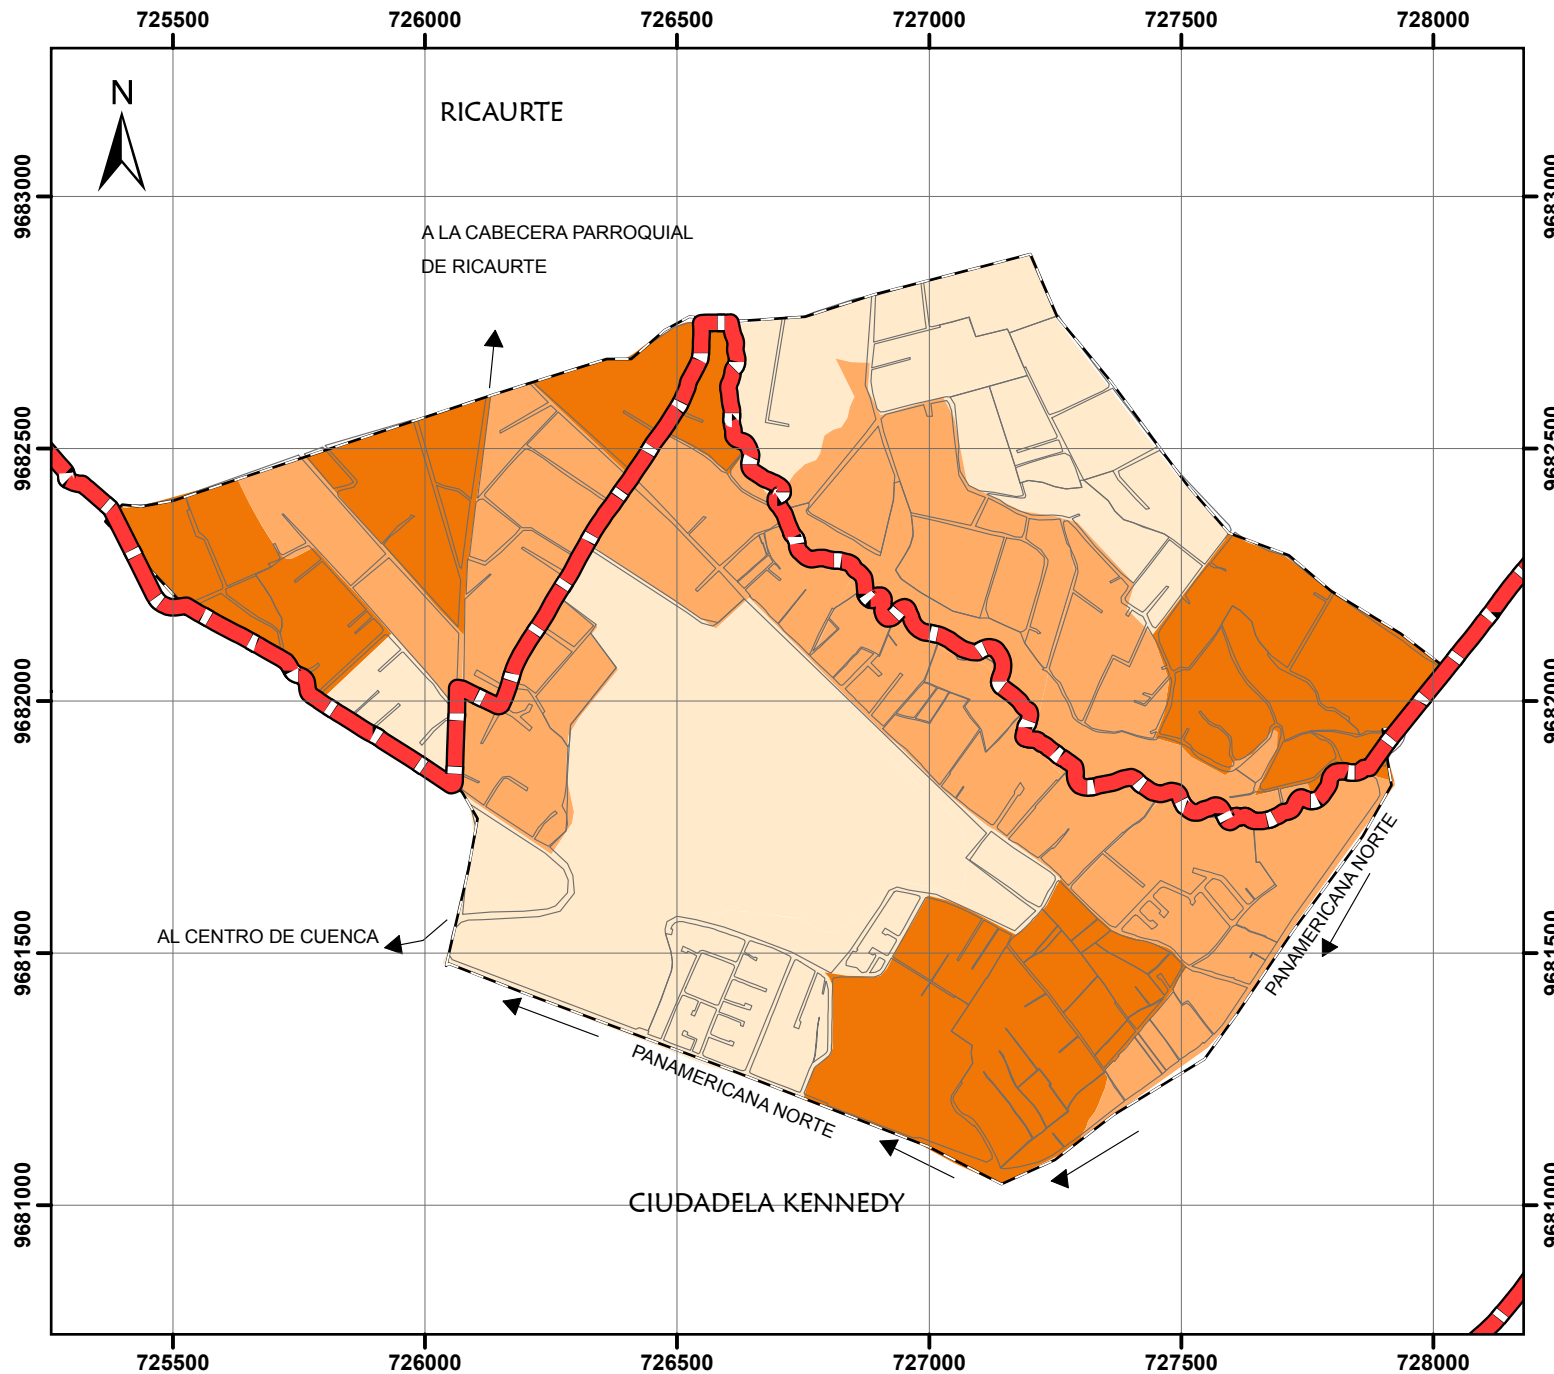 725500 726000 726500 727000 727500 728000
N
RICAURTE
9683000 9683000
A LA CABECERA PARROQUIAL
DE RICAURTE
9682500 9682500
9682000 9682000
PANAMERICANA NORTE
AL CENTRO DE CUENCA
9681500 9681500
PANAMERICANA NORTE
CIUDADELA KENNEDY
9681000 9681000
725500 726000 726500 727000 727500 728000